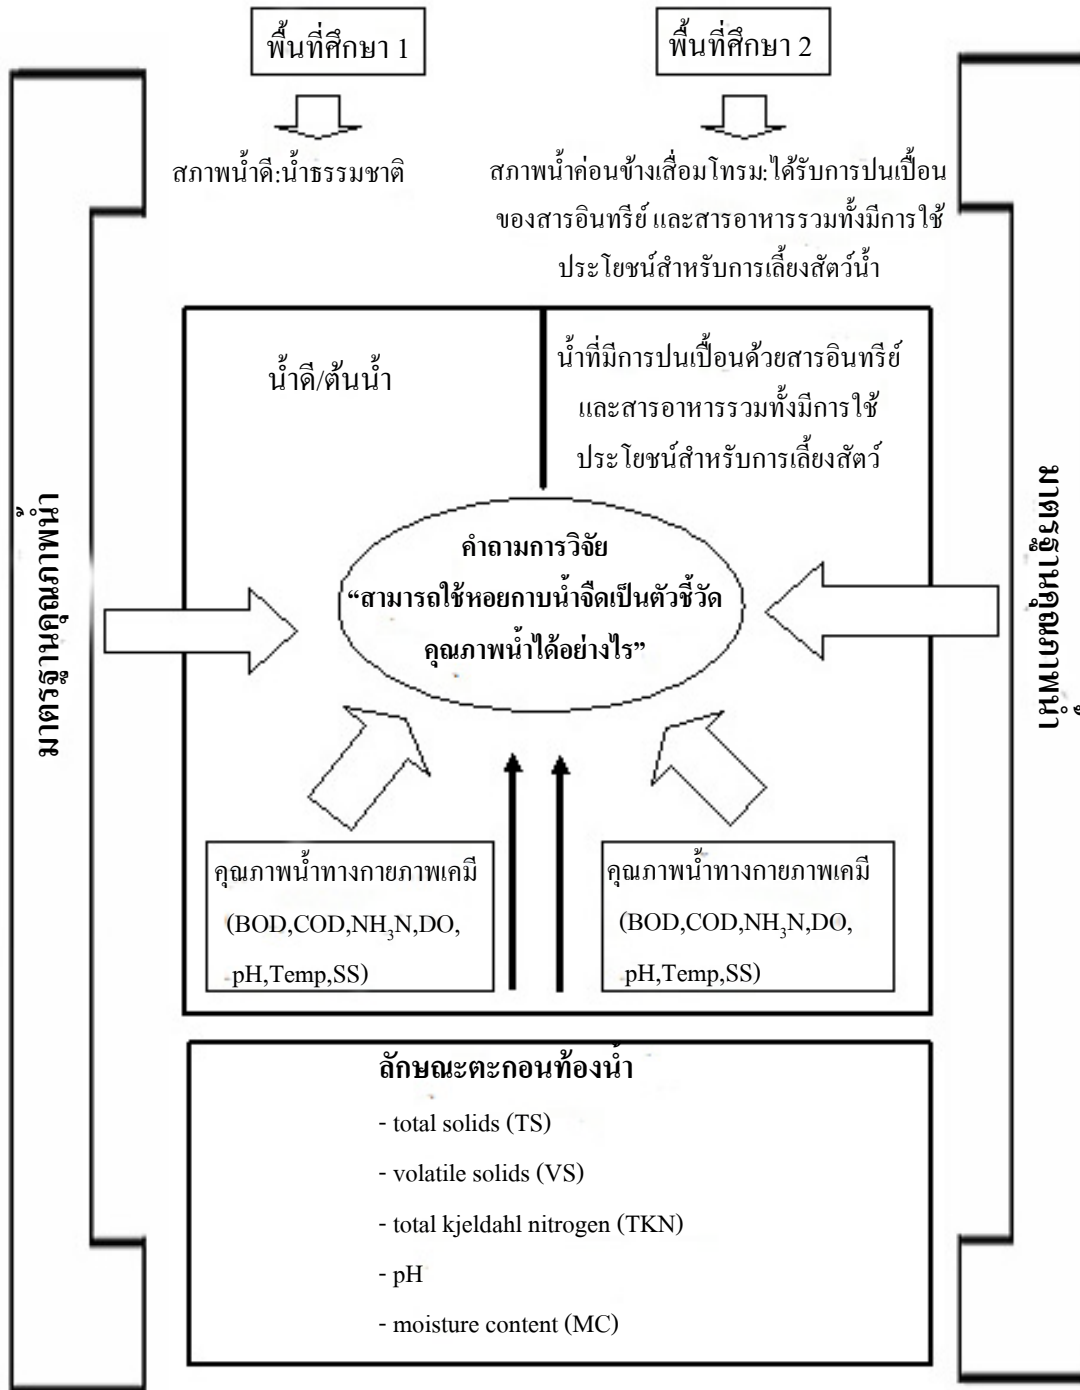 พื้นที่ศึกษา 1
พื้นที่ศึกษา 2
สภาพน้ำดี:น้ำธรรมชาติ
สภาพน้ำค่อนข้างเสื่อมโทรม:ได้รับการปนเปื้อน
ของสารอินทรีย์ และสารอาหารรวมทั้งมีการใช้
ประโยชน์สำหรับการเลี้ยงสัตว์น้ำ
น้ำดี/ต้นน้ำ
น้ำที่มีการปนเปื้อนด้วยสารอินทรีย์
และสารอาหารรวมทั้งมีการใช้
ประโยชน์สำหรับการเลี้ยงสัตว์
คำถามการวิจัย
“สามารถใช้หอยกาบน้ำจืดเป็นตัวชี้วัด
คุณภาพน้ำได้อย่างไร”
มาตรฐานคุณภาพน้ำ
คุณภาพน้ำทางกายภาพเคมี
(BOD,COD,NH₃N,DO,
pH,Temp,SS)
คุณภาพน้ำทางกายภาพเคมี
(BOD,COD,NH₃N,DO,
pH,Temp,SS)
ลักษณะตะกอนท้องน้ำ
- total solids (TS)
- volatile solids (VS)
- total kjeldahl nitrogen (TKN)
- pH
- moisture content (MC)